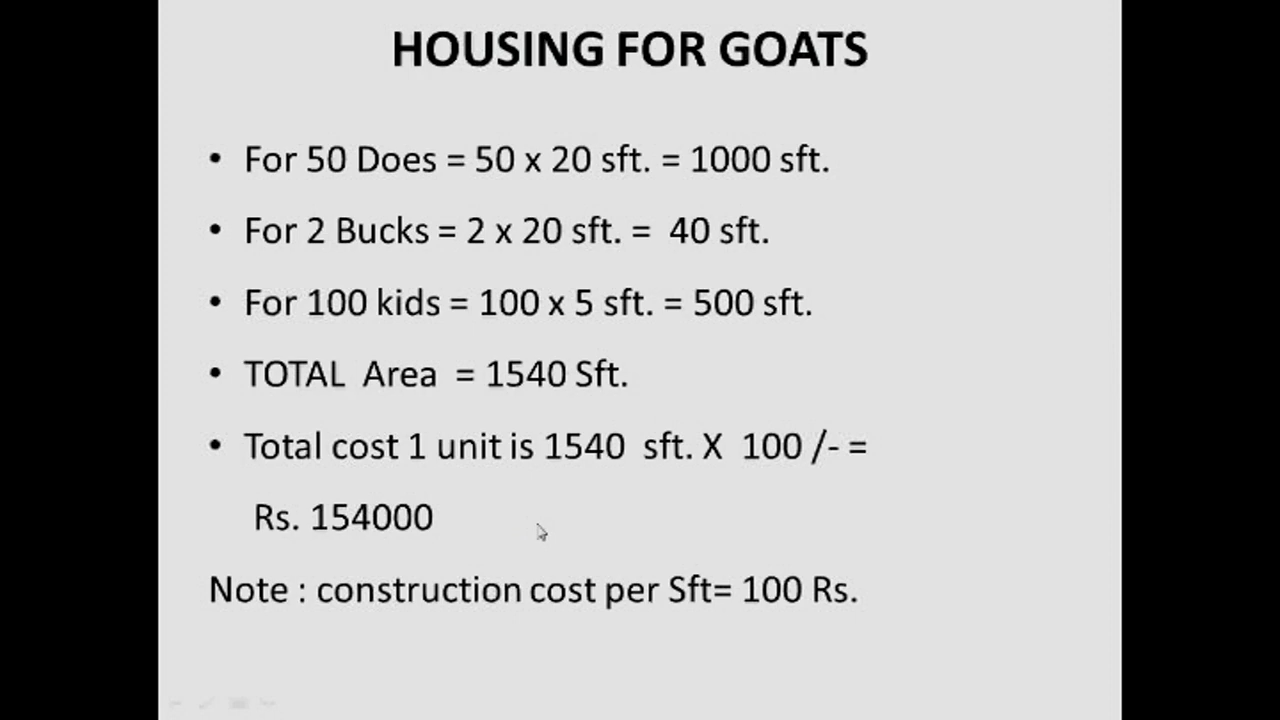 HOUSING FOR GOATS
• For 50 Does = 50 x 20 sft. = 1000 sft.
• For 2 Bucks = 2 x 20 sft. = 40 sft.
• For 100 kids = 100 x 5 sft. = 500 sft.
• TOTAL Area = 1540 Sft.
• Total cost 1 unit is 1540 sft. X 100 /- =
Rs. 154000
Note : construction cost per Sft= 100 Rs.